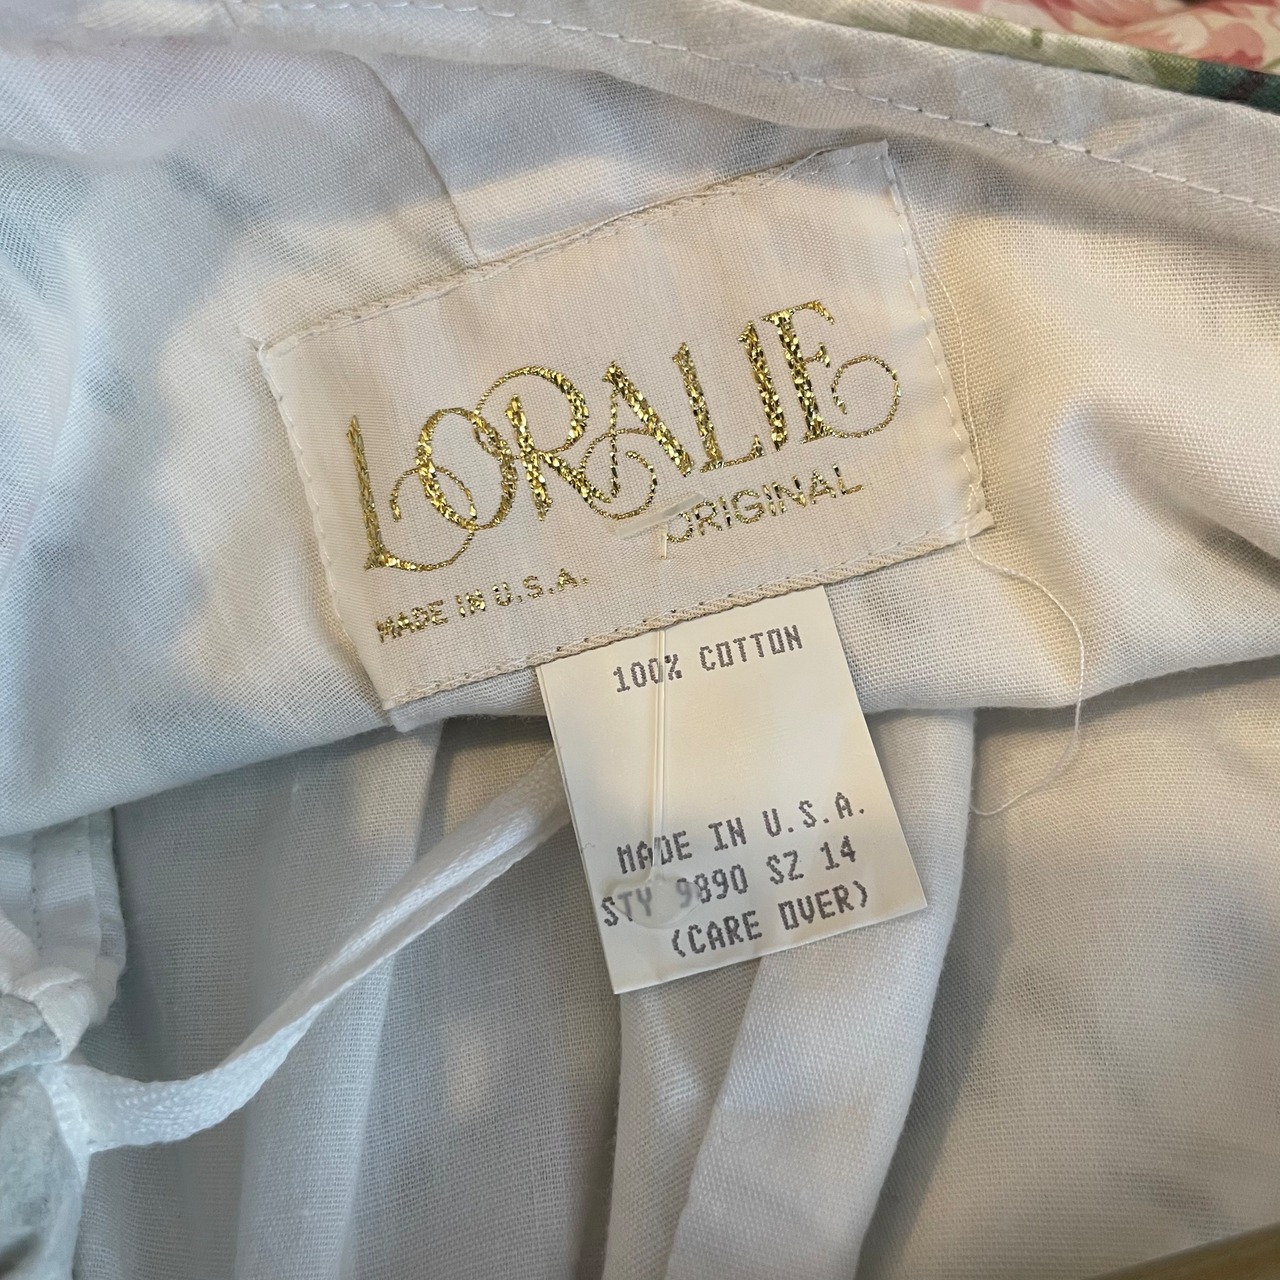 LORALIE
ORIGINAL
MADE IN U.S.A.
100% COTTON
MADE IN U.S.A.
STY 9890 SZ 14
(CARE OVER)